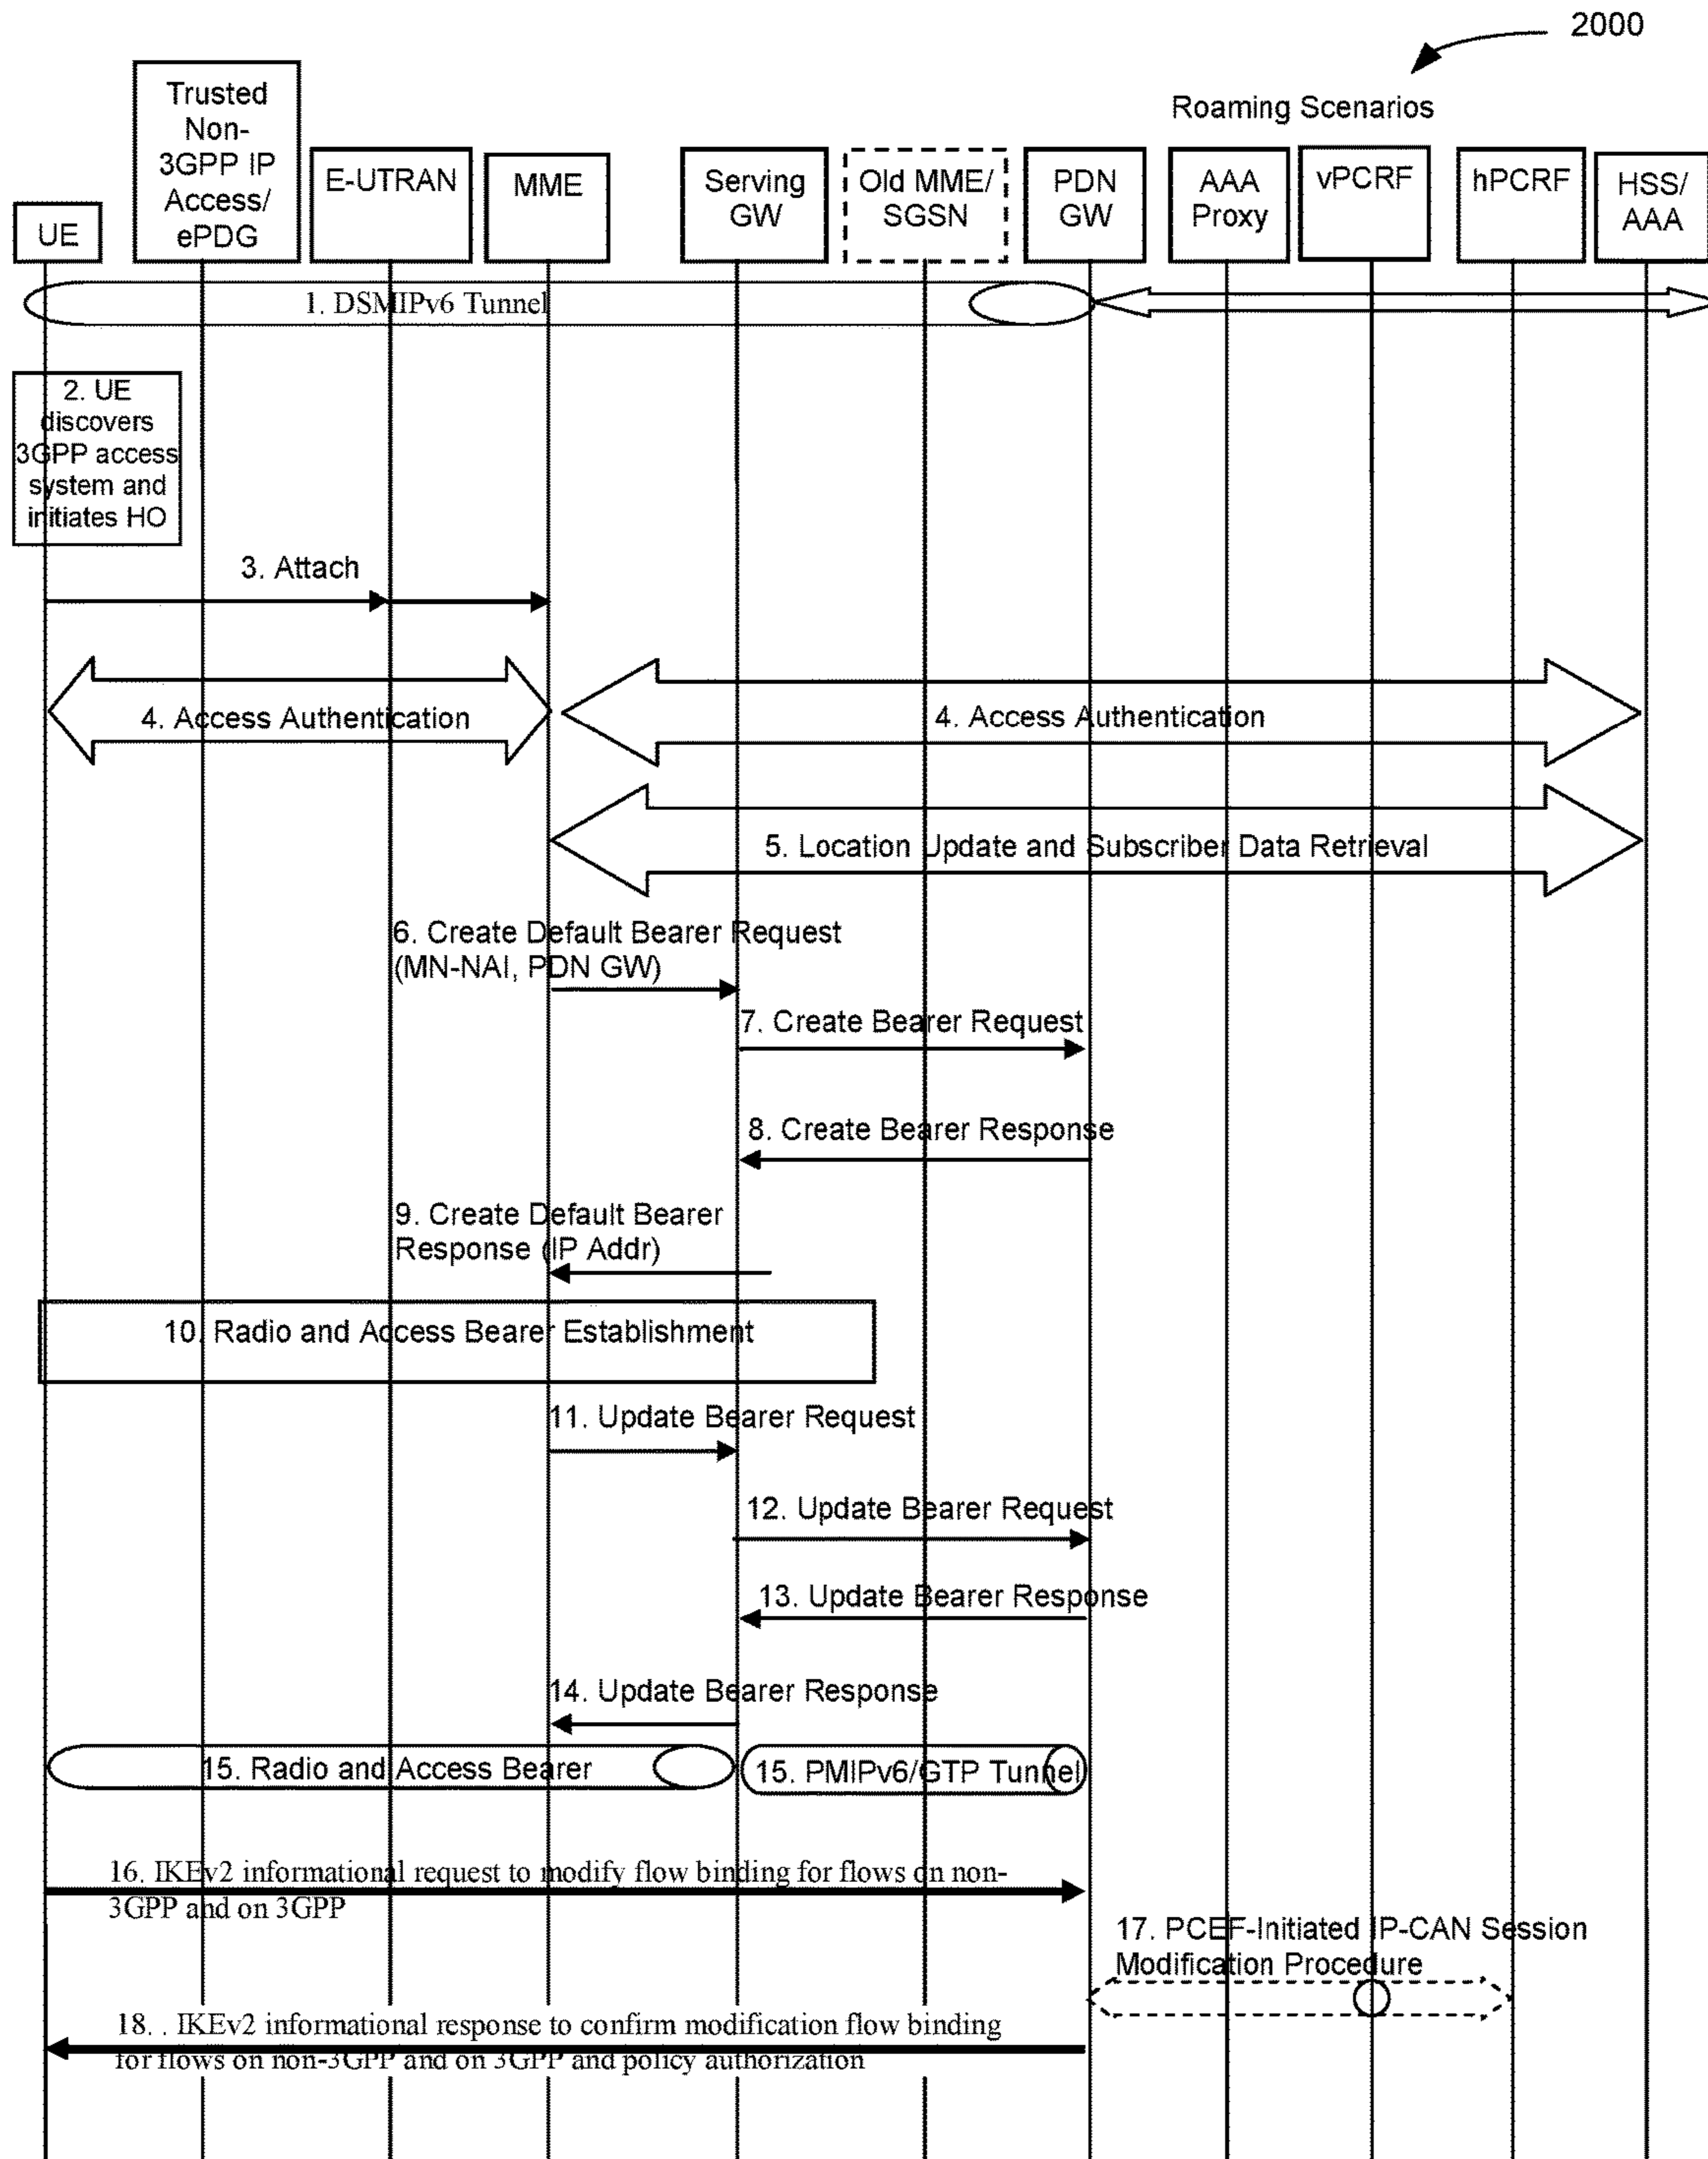 2000
Roaming Scenarios
Trusted
Non-
3GPP IP
Access/
ePDG
UE
E-UTRAN
MME
Serving
GW
Old MME/
SGSN
PDN
GW
AAA
Proxy
vPCRF
hPCRF
HSS/
AAA
1. DSMIPv6 Tunnel
2. UE
discovers
3GPP access
system and
initiates HO
3. Attach
4. Access Authentication
4. Access Authentication
5. Location Update and Subscriber Data Retrieval
6. Create Default Bearer Request
(MN-NAI, PDN GW)
7. Create Bearer Request
8. Create Bearer Response
9. Create Default Bearer
Response (IP Addr)
10. Radio and Access Bearer Establishment
11. Update Bearer Request
12. Update Bearer Request
13. Update Bearer Response
14. Update Bearer Response
15. Radio and Access Bearer
15. PMIPv6/GTP Tunnel
16. IKEv2 informational request to modify flow binding for flows on non-
3GPP and on 3GPP
17. PCEF-Initiated IP-CAN Session
Modification Procedure
18. . IKEv2 informational response to confirm modification flow binding
for flows on non-3GPP and on 3GPP and policy authorization